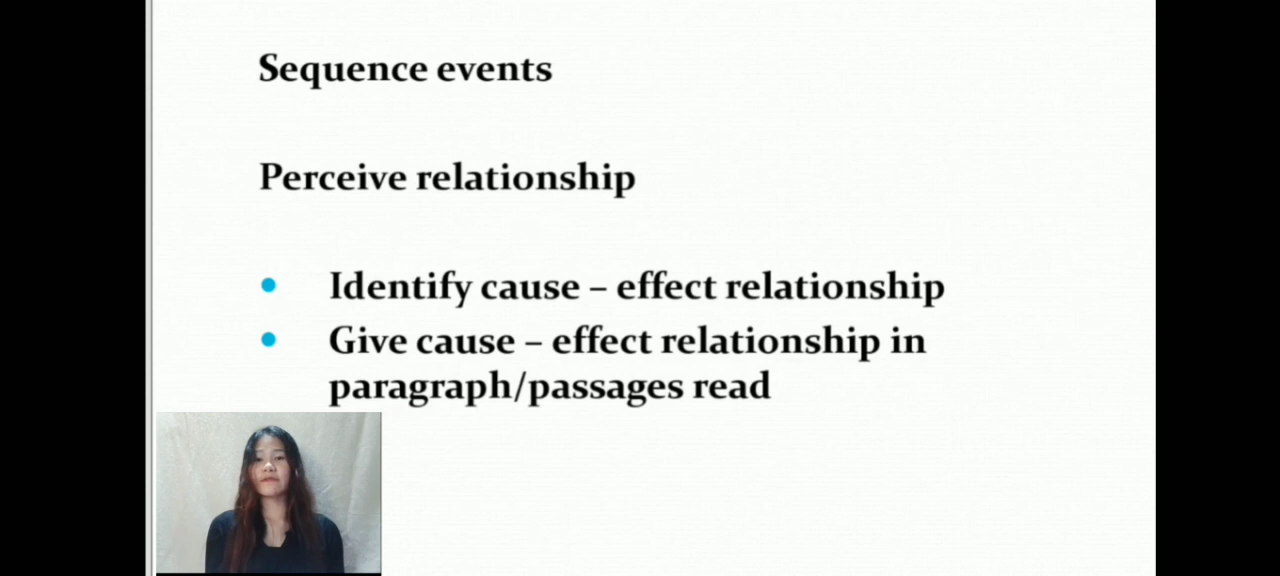 Sequence events
Perceive relationship
Identify cause – effect relationship
Give cause – effect relationship in
paragraph/passages read